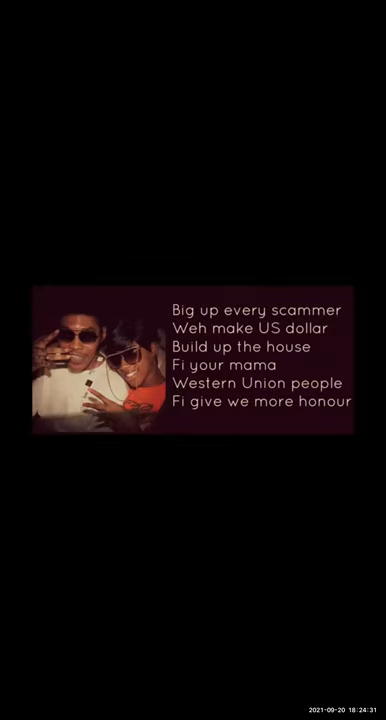 Big up every scammer
Weh make US dollar
Build up the house
Fi your mama
Western Union people
Fi give we more honour
2021-09-20 18:24:31